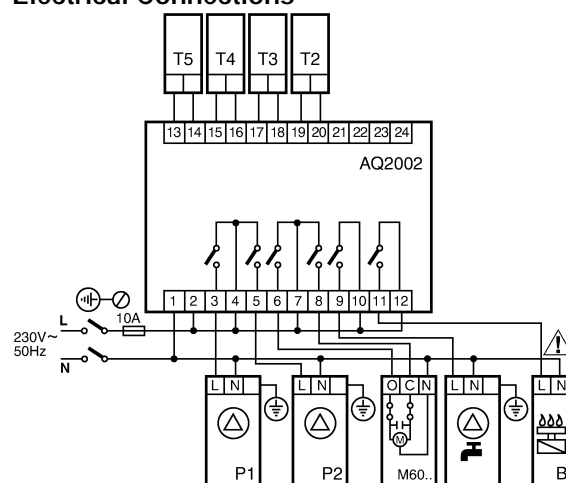 Electrical Connections
T5 T4 T3 T2
13 14 15 16 17 18 19 20 21 22 23 24
AQ2002
1 2 3 4 5 6 7 8 9 10 11 12
10A
L
230V~
50Hz
N
L N L N O C N L N L N
M
P1 P2 M60.. B